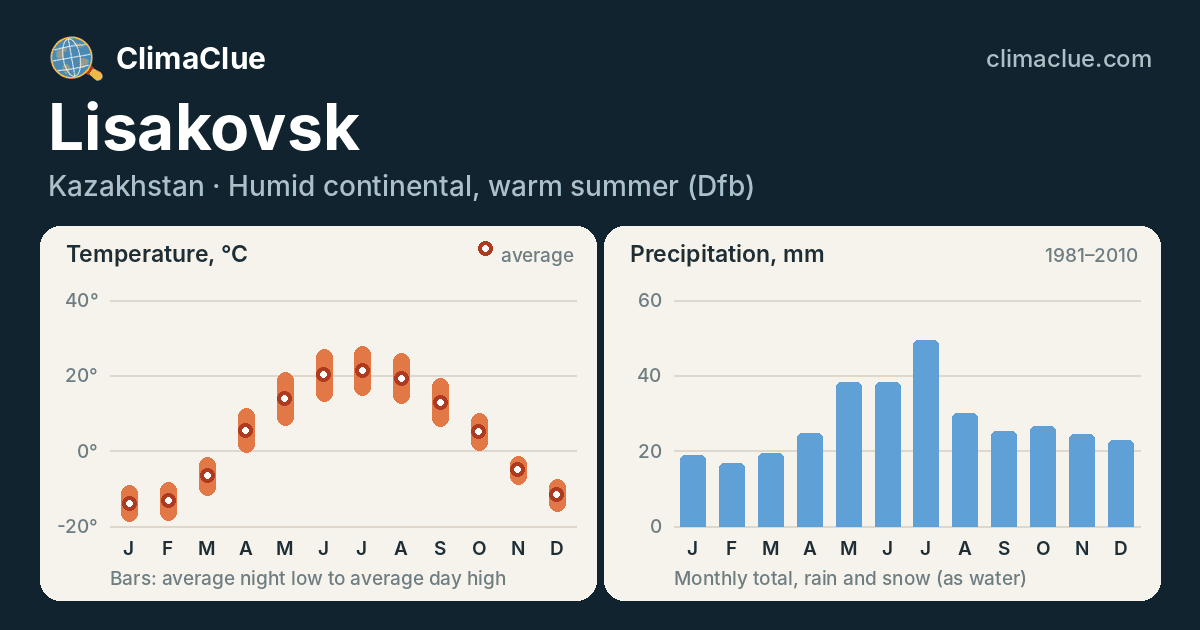 ClimaClue
climaclue.com
Lisakovsk
Kazakhstan · Humid continental, warm summer (Dfb)
Temperature, °C
average
40°
20°
0°
-20°
J F M A M J J A S O N D
Bars: average night low to average day high
Precipitation, mm
1981–2010
60
40
20
0
J F M A M J J A S O N D
Monthly total, rain and snow (as water)